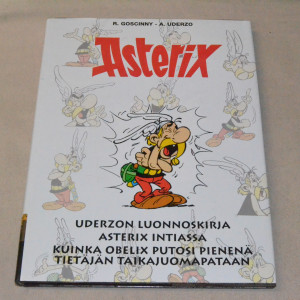 R. GOSCINNY - A. UDERZO
Asterix
UDERZON LUONNOSKIRJA
ASTERIX INTIASSA
KUINKA OBELIX PUTOSI PIENENÄ
TIETÄJÄN TAIKAJUOMAPATAAN